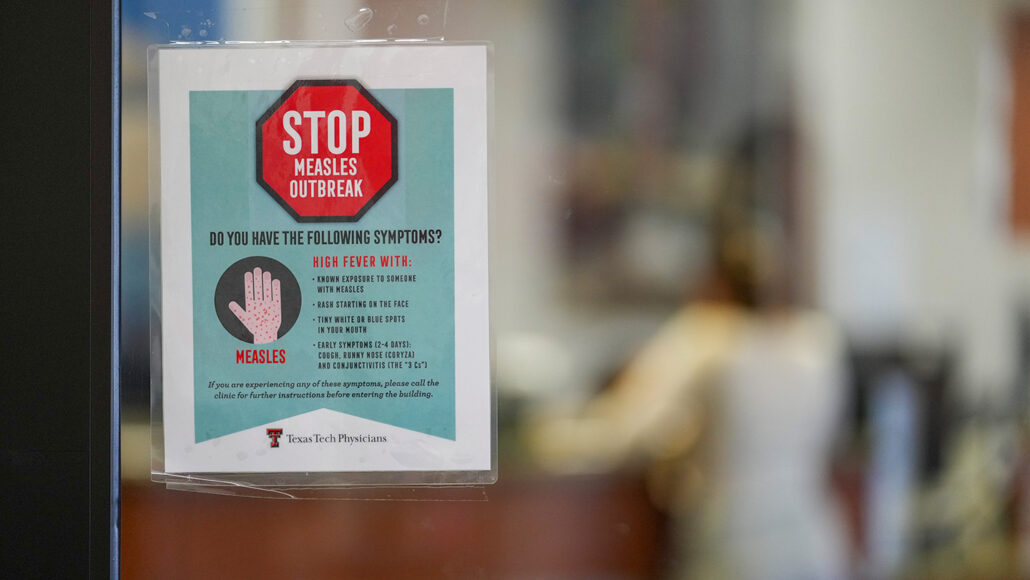 STOP
MEASLES
OUTBREAK
DO YOU HAVE THE FOLLOWING SYMPTOMS?
HIGH FEVER WITH:
• KNOWN EXPOSURE TO SOMEONE
WITH MEASLES
• RASH STARTING ON THE FACE
• TINY WHITE OR BLUE SPOTS
IN YOUR MOUTH
• EARLY SYMPTOMS (2-4 DAYS):
COUGH, RUNNY NOSE (CORYZA)
AND CONJUNCTIVITIS (THE "3 Cs")
MEASLES
If you are experiencing any of these symptoms, please call the
clinic for further instructions before entering the building.
TEXAS TECH PHYSICIANS